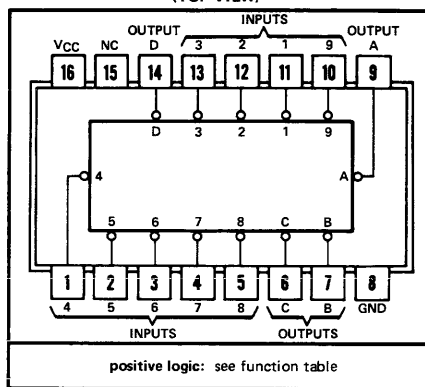 (TOP VIEW)
INPUTS
OUTPUT OUTPUT
VCC NC D 3 2 1 9 A
16 15 14 13 12 11 10 9
D 3 2 1 9
4 A
5 6 7 8 C B
1 2 3 4 5 6 7 8
4 5 6 7 8 C B GND
INPUTS OUTPUTS
positive logic: see function table